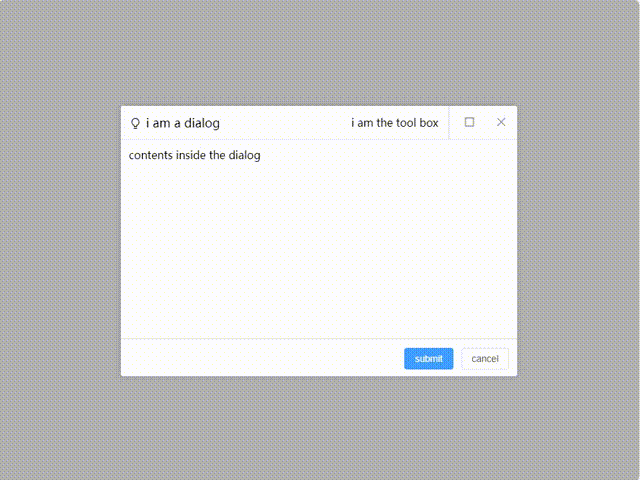 i am a dialog
i am the tool box
contents inside the dialog
submit
cancel